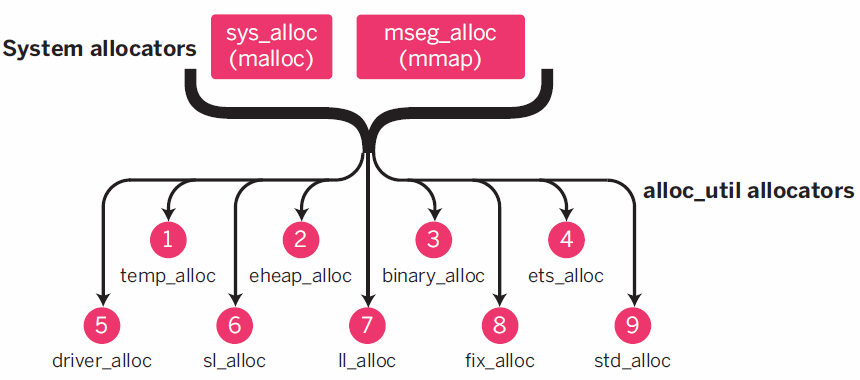 System allocators
sys_alloc
(malloc)
mseg_alloc
(mmap)
alloc_util allocators
1
temp_alloc
2
eheap_alloc
3
binary_alloc
4
ets_alloc
5
driver_alloc
6
sl_alloc
7
ll_alloc
8
fix_alloc
9
std_alloc